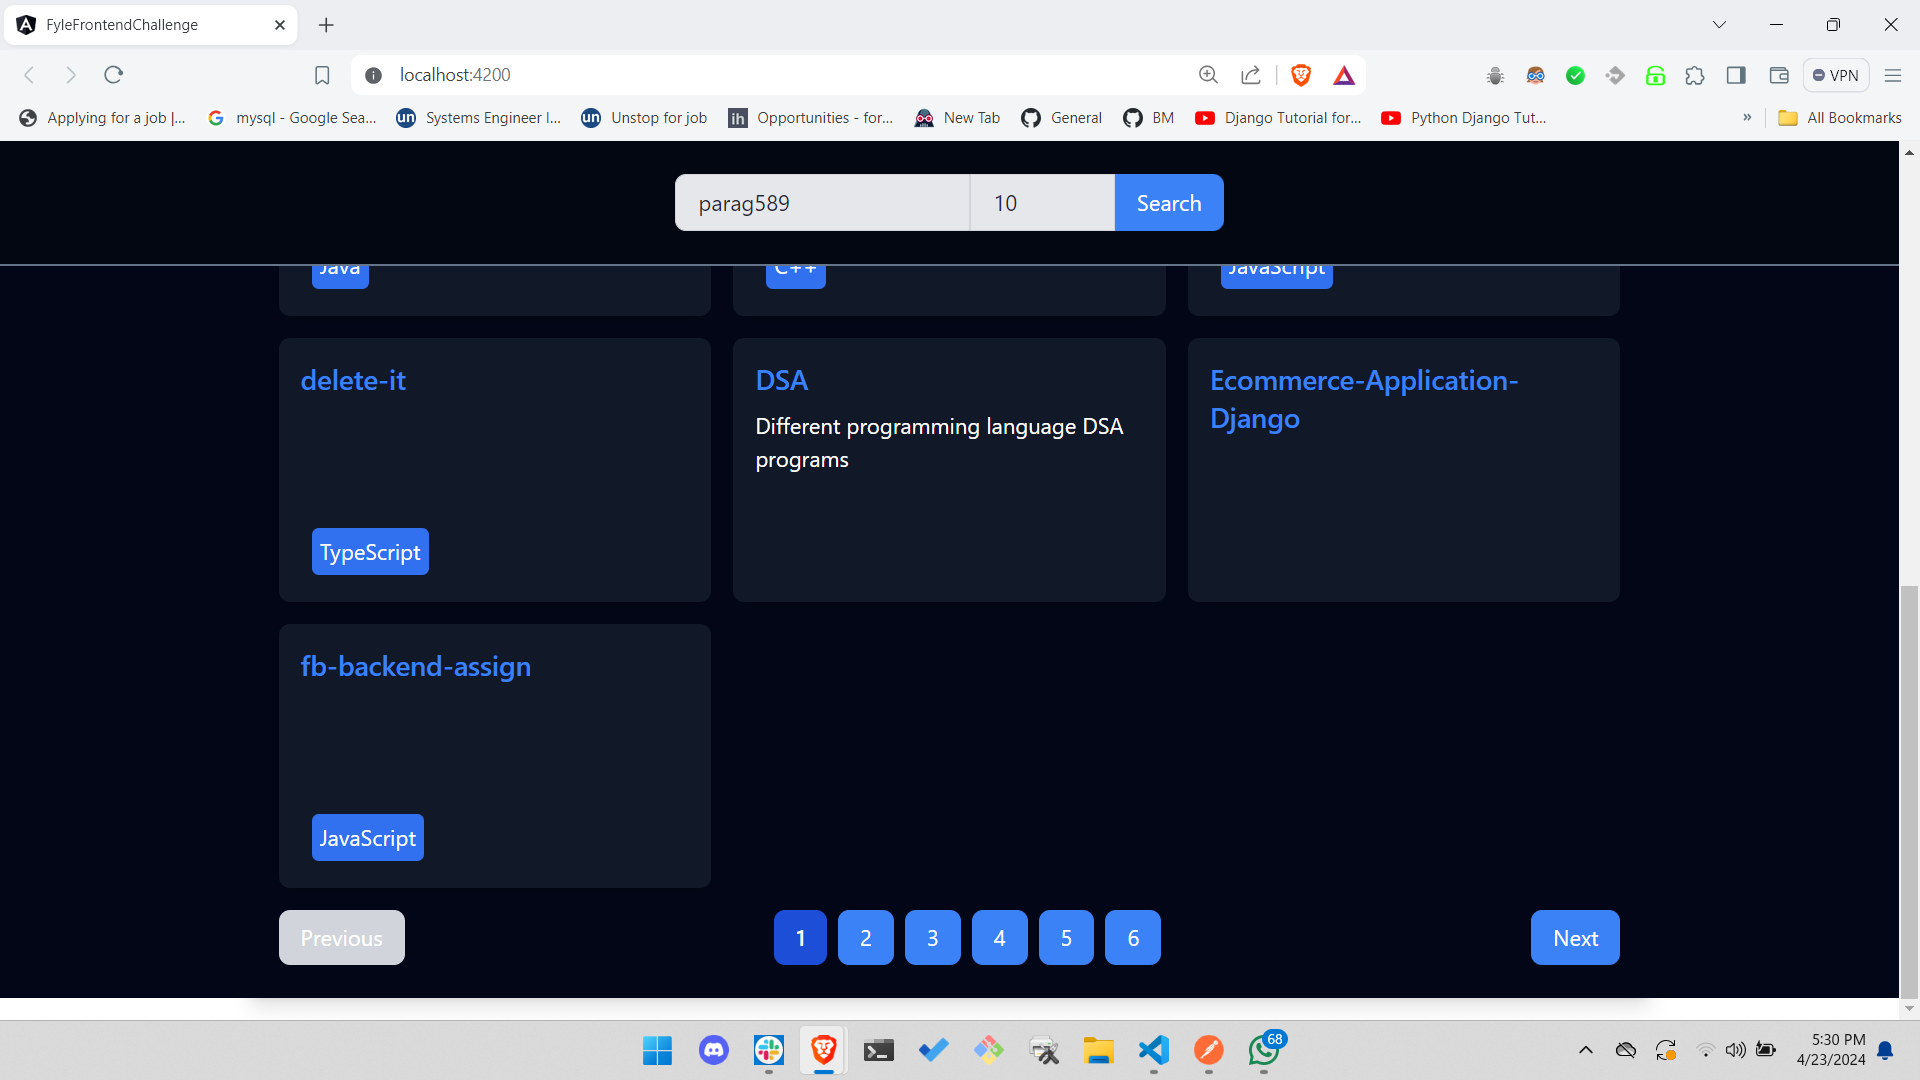 FyleFrontendChallenge
localhost:4200
VPN
Applying for a job |...
mysql - Google Sea...
Systems Engineer I...
Unstop for job
Opportunities - for...
New Tab
General
BM
Django Tutorial for...
Python Django Tut...
»
All Bookmarks
parag589
10
Search
Java
C++
JavaScript
delete-it
TypeScript
DSA
Different programming language DSA
programs
Ecommerce-Application-
Django
fb-backend-assign
JavaScript
Previous
1
2
3
4
5
6
Next
68
5:30 PM
4/23/2024